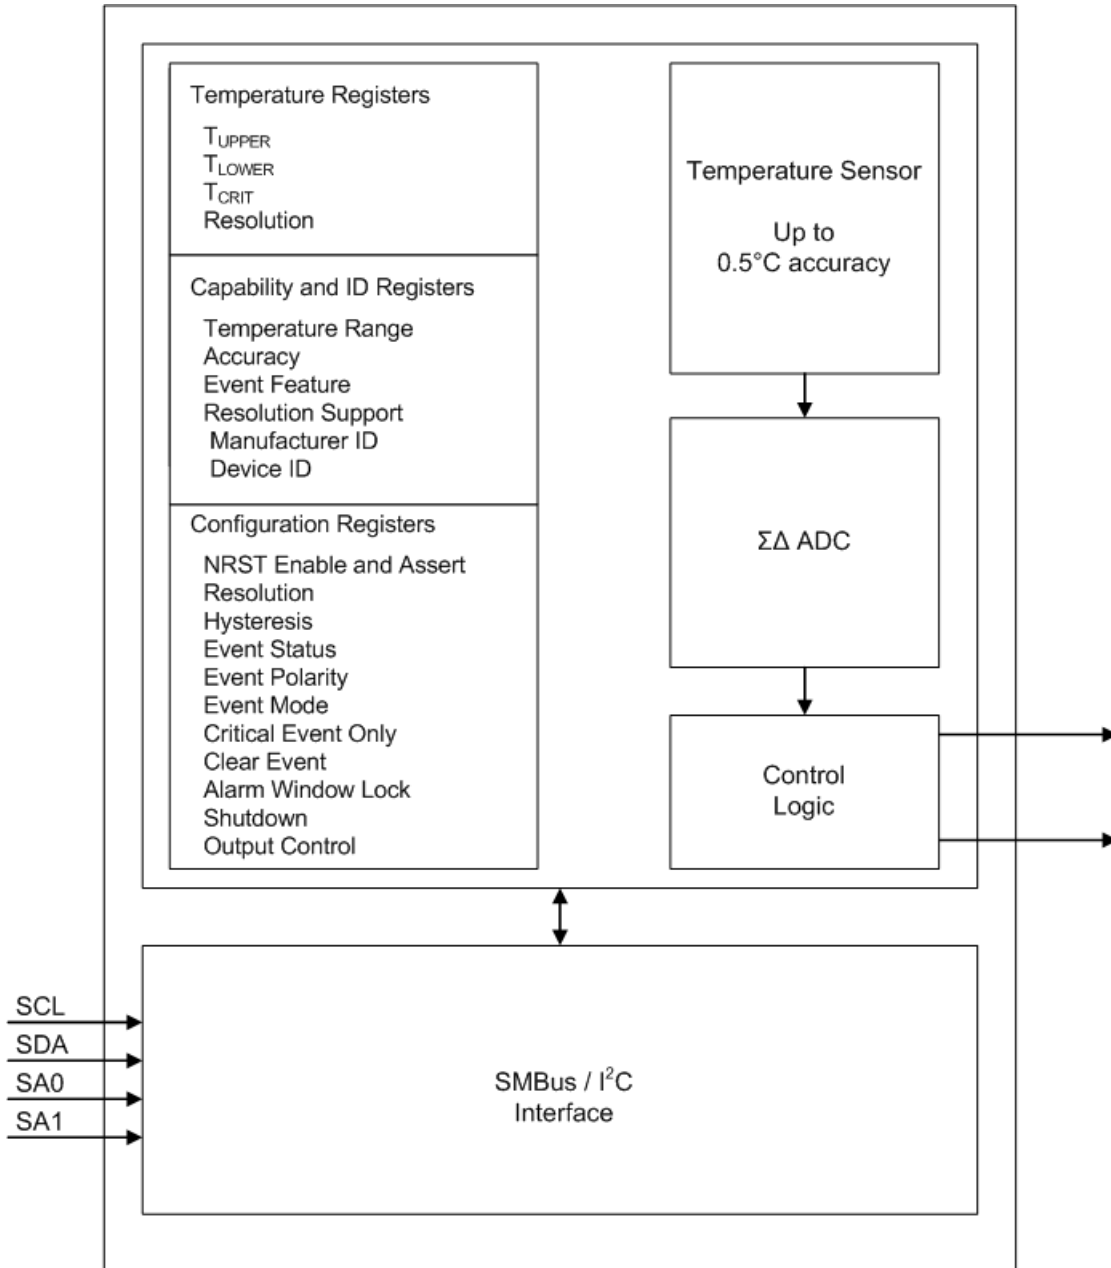 Temperature Registers
T_UPPER
T_LOWER
T_CRIT
Resolution
Capability and ID Registers
Temperature Range
Accuracy
Event Feature
Resolution Support
Manufacturer ID
Device ID
Configuration Registers
NRST Enable and Assert
Resolution
Hysteresis
Event Status
Event Polarity
Event Mode
Critical Event Only
Clear Event
Alarm Window Lock
Shutdown
Output Control
Temperature Sensor
Up to
0.5°C accuracy
ΣΔ ADC
Control
Logic
SCL
SDA
SA0
SA1
SMBus / I²C
Interface